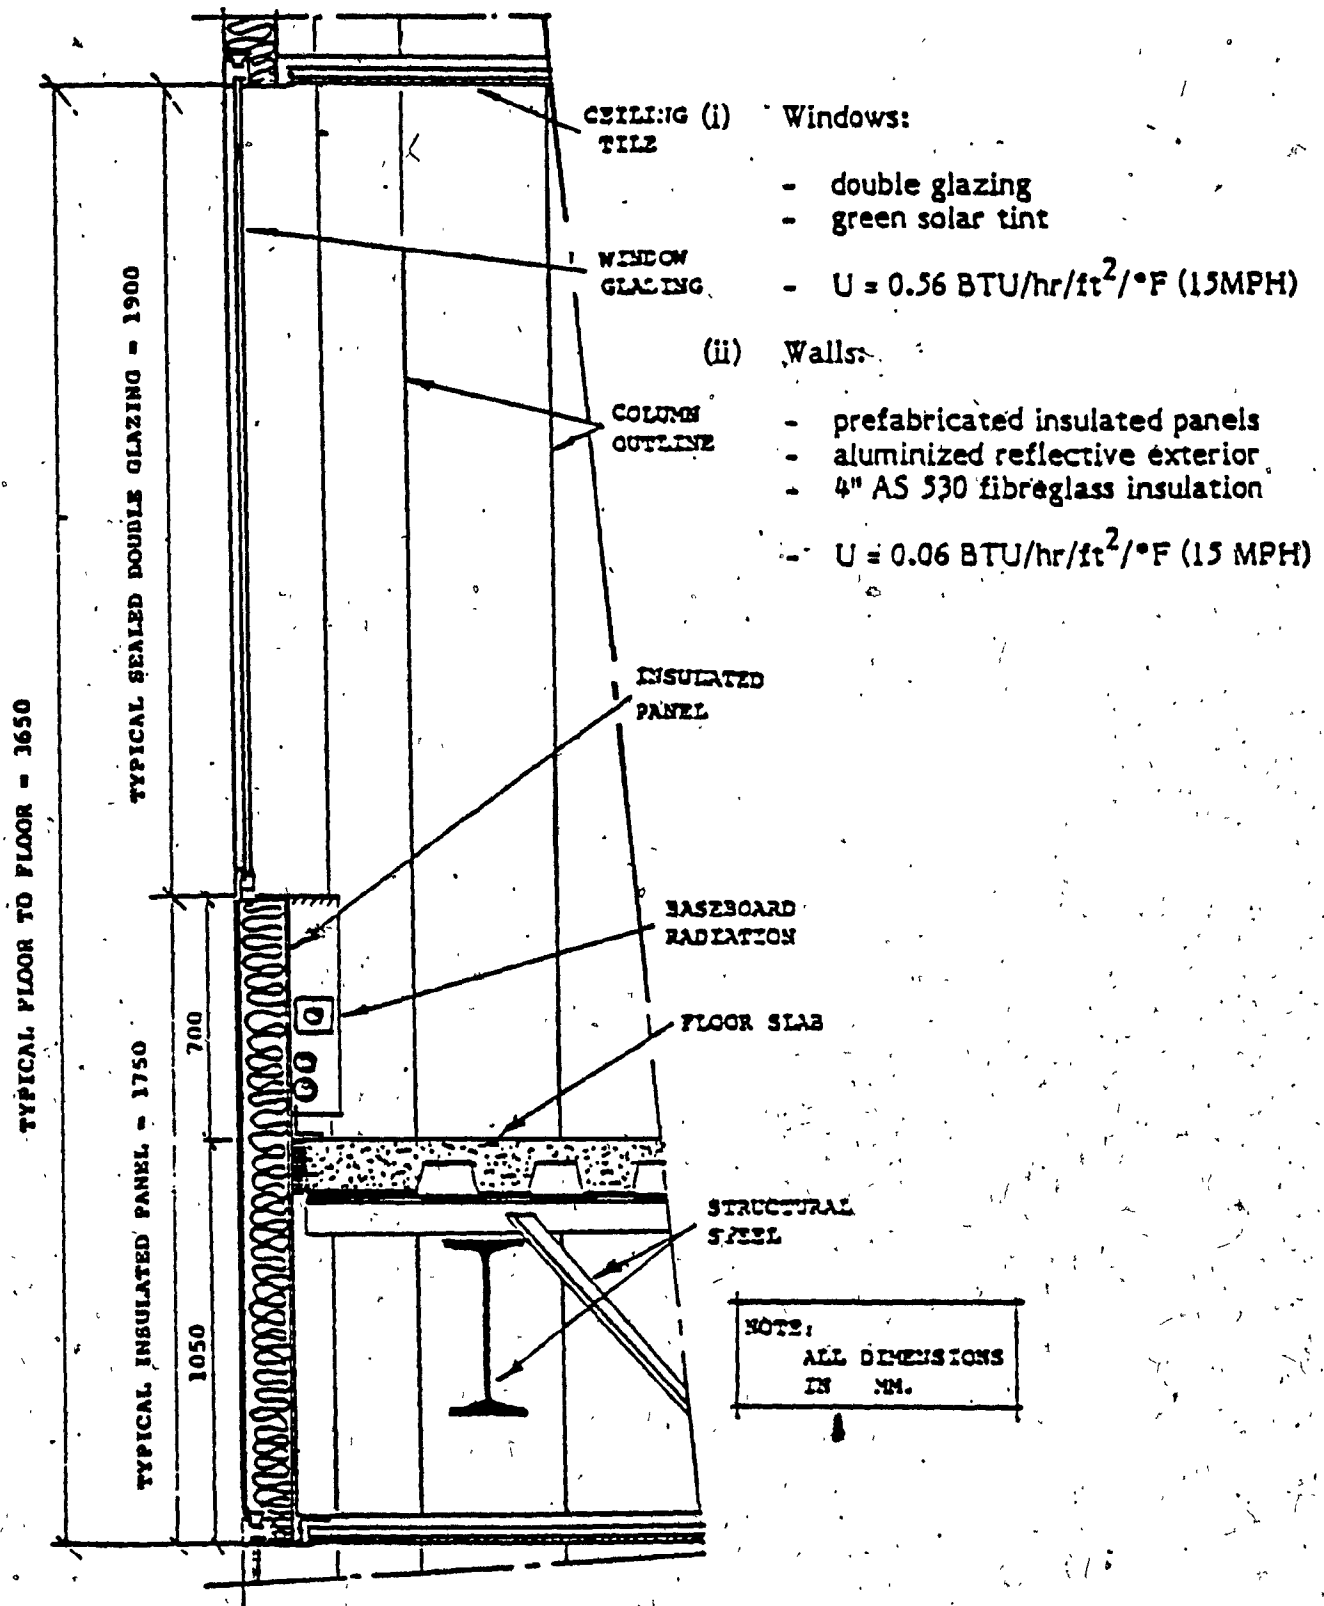 CEILING
TILE
(i) Windows:
- double glazing
- green solar tint
- U = 0.56 BTU/hr/ft²/°F (15MPH)
WINDOW
GLAZING
(ii) Walls:
- prefabricated insulated panels
- aluminized reflective exterior
- 4" AS 530 fibreglass insulation
- U = 0.06 BTU/hr/ft²/°F (15 MPH)
COLUMN
OUTLINE
INSULATED
PANEL
BASEBOARD
RADIATION
FLOOR SLAB
STRUCTURAL
STEEL
NOTE:
ALL DIMENSIONS
IN MM.
TYPICAL FLOOR TO FLOOR = 3650
TYPICAL SEALED DOUBLE GLAZING = 1900
TYPICAL INSULATED PANEL = 1750
700
1050